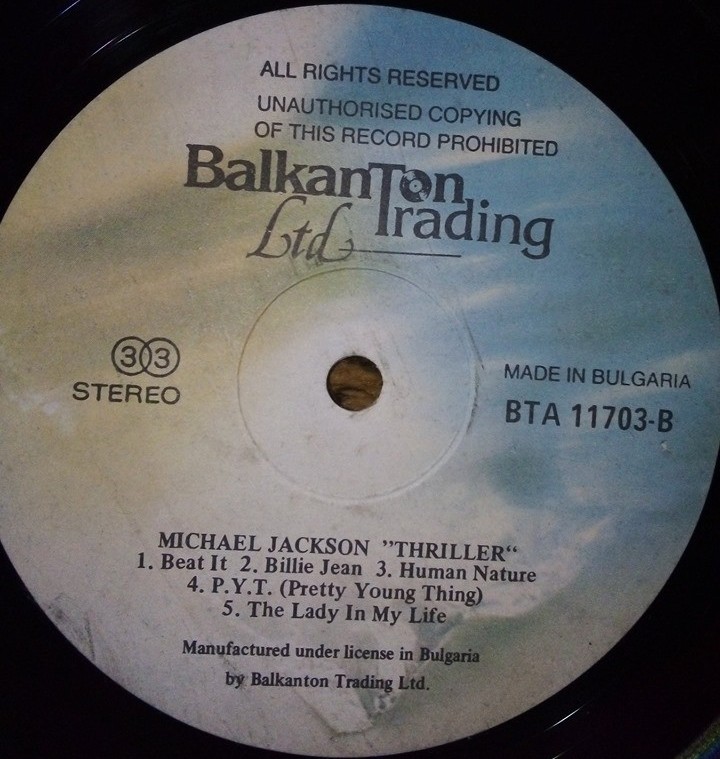 ALL RIGHTS RESERVED
UNAUTHORISED COPYING
OF THIS RECORD PROHIBITED
BalkanTon
Trading
Ltd
33
STEREO
MADE IN BULGARIA
BTA 11703-B
MICHAEL JACKSON ”THRILLER“
1. Beat It 2. Billie Jean 3. Human Nature
4. P.Y.T. (Pretty Young Thing)
5. The Lady In My Life
Manufactured under license in Bulgaria
by Balkanton Trading Ltd.